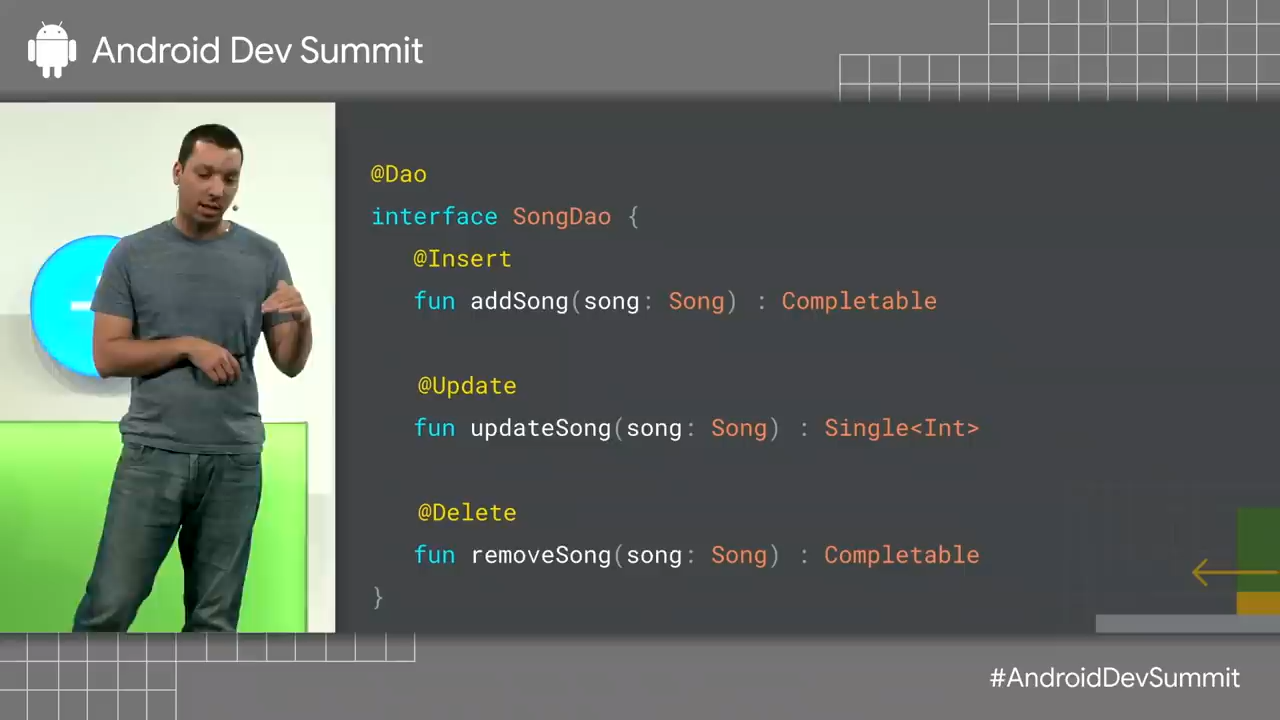 Android Dev Summit
@Dao
interface SongDao {
@Insert
fun addSong(song: Song) : Completable
@Update
fun updateSong(song: Song) : Single<Int>
@Delete
fun removeSong(song: Song) : Completable
}
#AndroidDevSummit